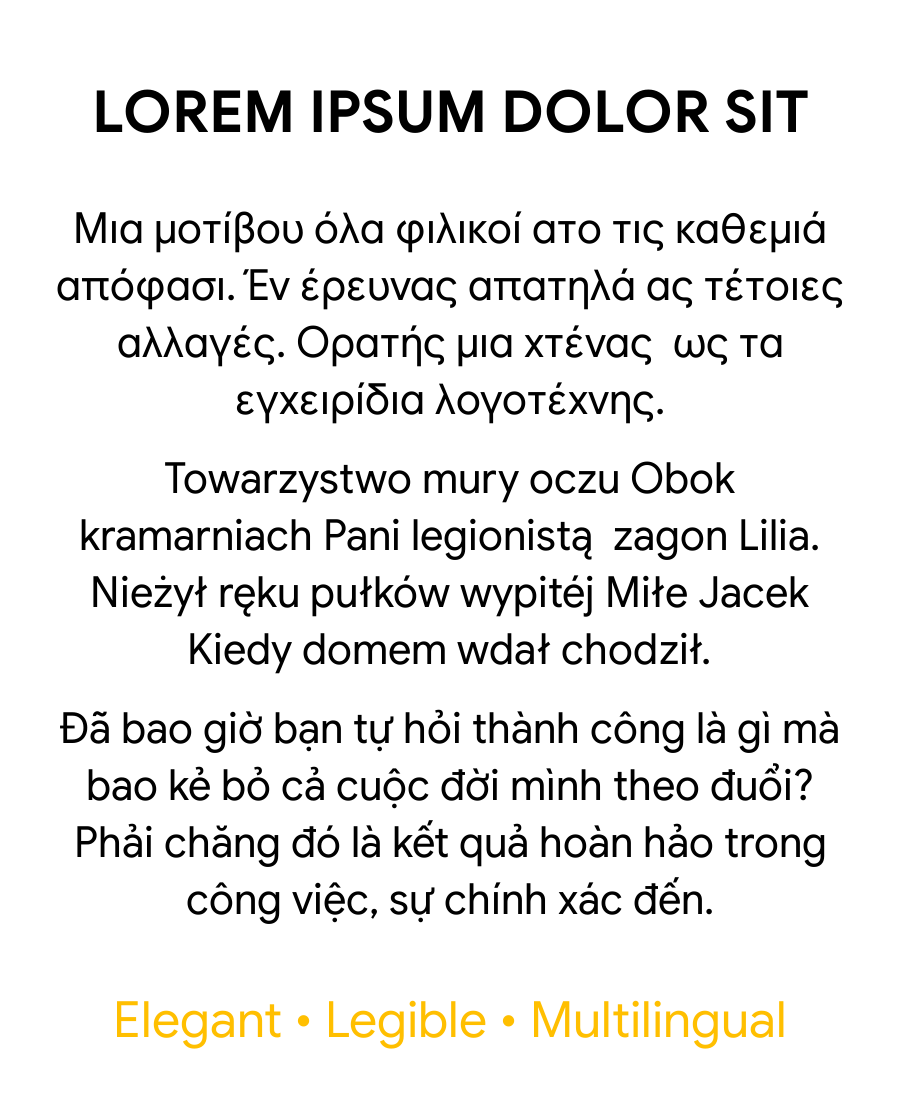 LOREM IPSUM DOLOR SIT
Μια μοτίβου όλα φιλικοί ατο τις καθεμιά
απόφασι. Έν έρευνας απατηλά ας τέτοιες
αλλαγές. Ορατής μια χτένας  ως τα
εγχειρίδια λογοτέχνης.
Towarzystwo mury oczu Obok
kramarniach Pani legionistą  zagon Lilia.
Nieżył ręku pułków wypitéj Miłe Jacek
Kiedy domem wdał chodził.
Đã bao giờ bạn tự hỏi thành công là gì mà
bao kẻ bỏ cả cuộc đời mình theo đuổi?
Phải chăng đó là kết quả hoàn hảo trong
công việc, sự chính xác đến.
Elegant • Legible • Multilingual